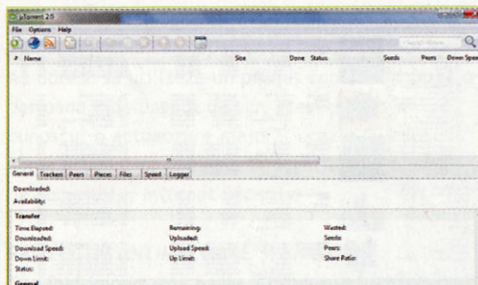 µTorrent 2.0
File Options Help
# Name Size Done Status Seeds Peers Down Speed
General Trackers Peers Pieces Files Speed Logger
Downloaded:
Availability:
Transfer
Time Elapsed: Remaining: Wasted:
Downloaded: Uploaded: Seeds:
Download Speed: Upload Speed: Peers:
Down Limit: Up Limit: Share Ratio:
Status:
General